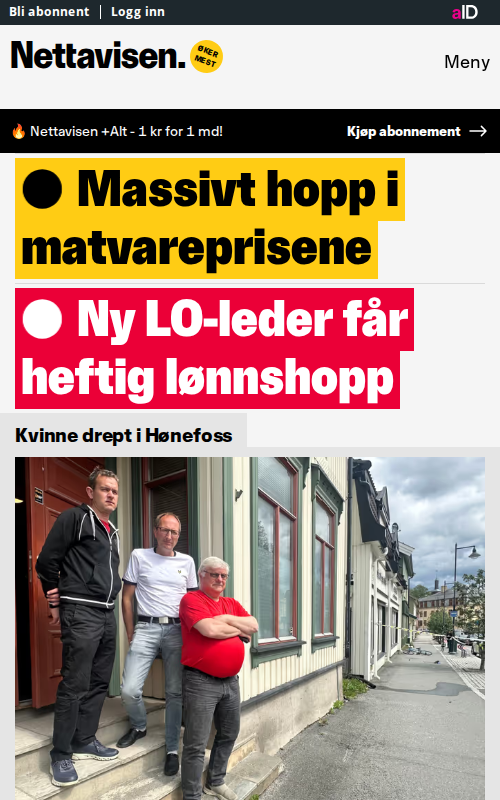 Bli abonnent | Logg inn
aID
Nettavisen.
ØKER
MEST
Meny
🔥 Nettavisen +Alt - 1 kr for 1 md!
Kjøp abonnement →
● Massivt hopp i
matvareprisene
● Ny LO-leder får
heftig lønnshopp
Kvinne drept i Hønefoss